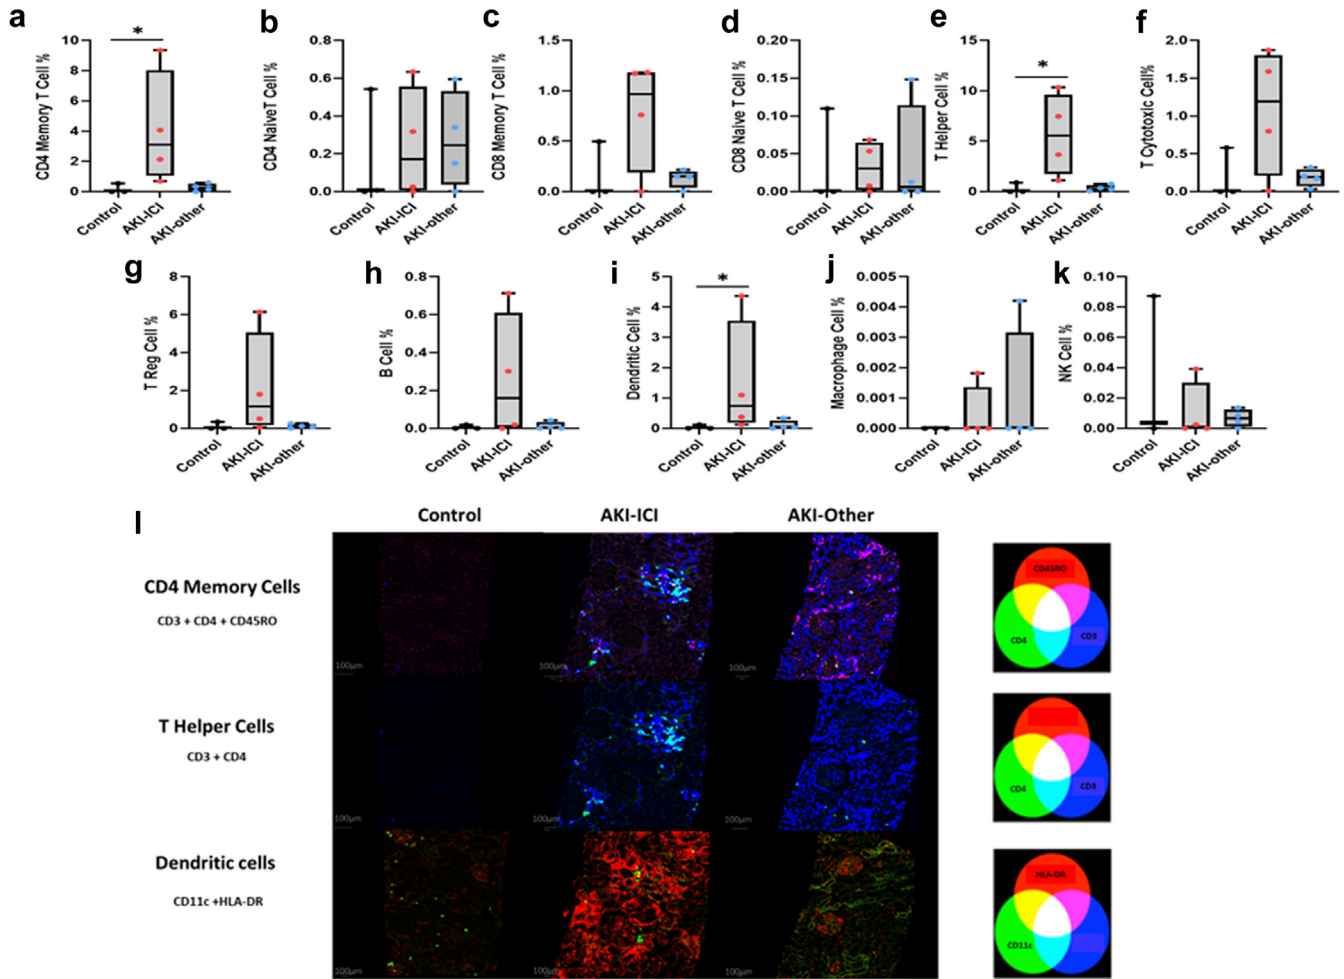 a
CD4 Memory T Cell %
10
8
6
4
2
0
*
Control
AKI-ICI
AKI-other
b
CD4 NaiveT Cell %
0.8
0.6
0.4
0.2
0.0
Control
AKI-ICI
AKI-other
c
CD8 Memory T Cell %
1.5
1.0
0.5
0.0
Control
AKI-ICI
AKI-other
d
CD8 Naive T Cell %
0.20
0.15
0.10
0.05
0.00
Control
AKI-ICI
AKI-other
e
T Helper Cell %
15
10
5
0
*
Control
AKI-ICI
AKI-other
f
T Cytotoxic Cell%
2.0
1.5
1.0
0.5
0.0
Control
AKI-ICI
AKI-other
g
T Reg Cell %
8
6
4
2
0
Control
AKI-ICI
AKI-other
h
B Cell %
0.8
0.6
0.4
0.2
0.0
Control
AKI-ICI
AKI-other
i
Dendritic Cell %
5
4
3
2
1
0
*
Control
AKI-ICI
AKI-other
j
Macrophage Cell %
0.005
0.004
0.003
0.002
0.001
0.000
Control
AKI-ICI
AKI-other
k
NK Cell %
0.10
0.08
0.06
0.04
0.02
0.00
Control
AKI-ICI
AKI-other
l
Control
AKI-ICI
AKI-Other
CD4 Memory Cells
CD3 + CD4 + CD45RO
100µm
100µm
100µm
CD45RO
CD4
CD3
T Helper Cells
CD3 + CD4
100µm
100µm
100µm
CD4
CD3
Dendritic cells
CD11c +HLA-DR
100µm
100µm
100µm
HLA-DR
CD11c